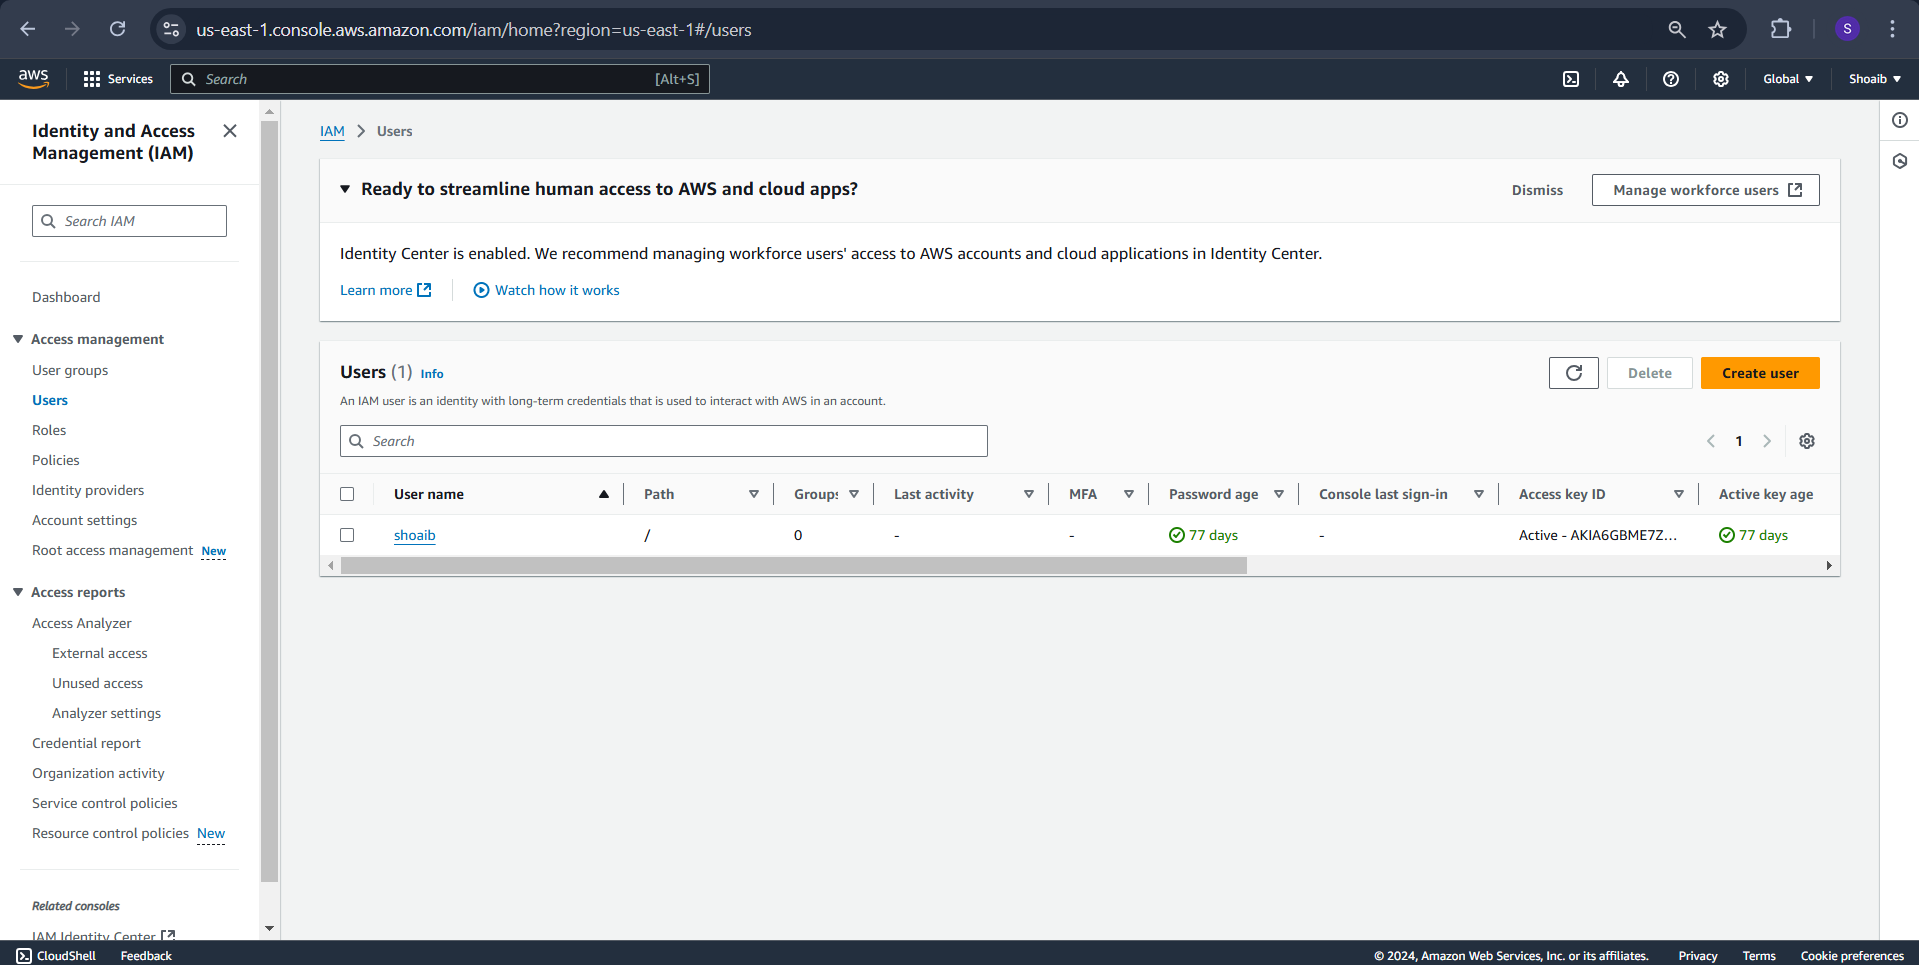 us-east-1.console.aws.amazon.com/iam/home?region=us-east-1#/users
S
aws
Services
Search
[Alt+S]
Global
Shoaib
Identity and Access
Management (IAM)
Search IAM
Dashboard
Access management
User groups
Users
Roles
Policies
Identity providers
Account settings
Root access management New
Access reports
Access Analyzer
External access
Unused access
Analyzer settings
Credential report
Organization activity
Service control policies
Resource control policies New
Related consoles
IAM Identity Center
IAM > Users
Ready to streamline human access to AWS and cloud apps?
Dismiss
Manage workforce users
Identity Center is enabled. We recommend managing workforce users' access to AWS accounts and cloud applications in Identity Center.
Learn more
Watch how it works
Users (1) Info
Delete
Create user
An IAM user is an identity with long-term credentials that is used to interact with AWS in an account.
Search
1
User name Path Groups Last activity MFA Password age Console last sign-in Access key ID Active key age
shoaib / 0 - - 77 days - Active - AKIA6GBME7Z... 77 days
CloudShell Feedback © 2024, Amazon Web Services, Inc. or its affiliates. Privacy Terms Cookie preferences